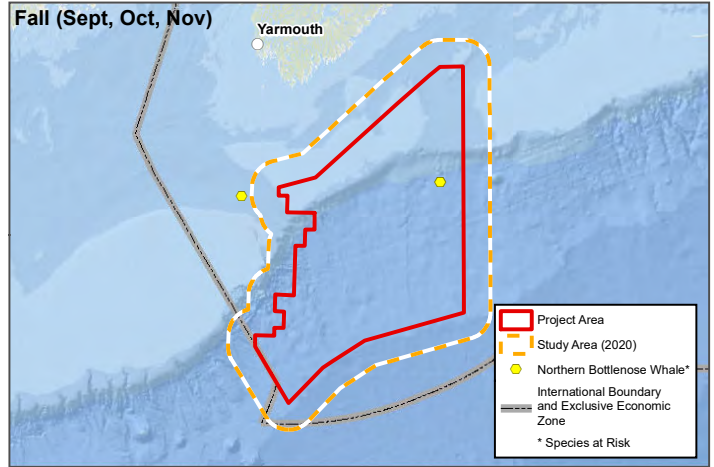 Fall (Sept, Oct, Nov)
Yarmouth
Project Area
Study Area (2020)
Northern Bottlenose Whale*
International Boundary
and Exclusive Economic
Zone
* Species at Risk